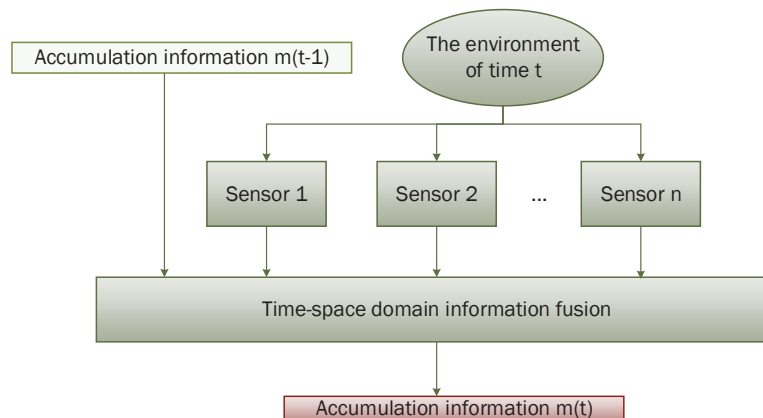 The environment
of time t
Accumulation information m(t-1)
Sensor 1
Sensor 2
...
Sensor n
Time-space domain information fusion
Accumulation information m(t)